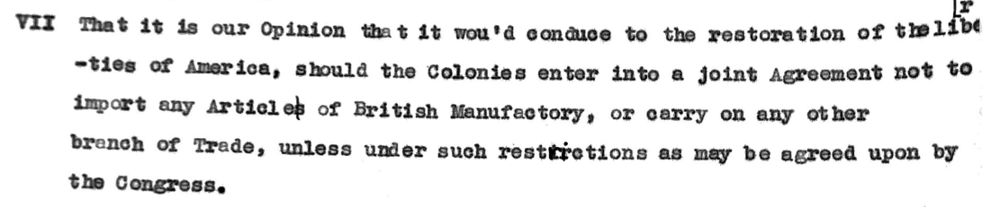 VII That it is our Opinion that it wou'd conduce to the restoration of the liber
-ties of America, should the Colonies enter into a joint Agreement not to
import any Articles of British Manufactory, or carry on any other
branch of Trade, unless under such restrictions as may be agreed upon by
the Congress.